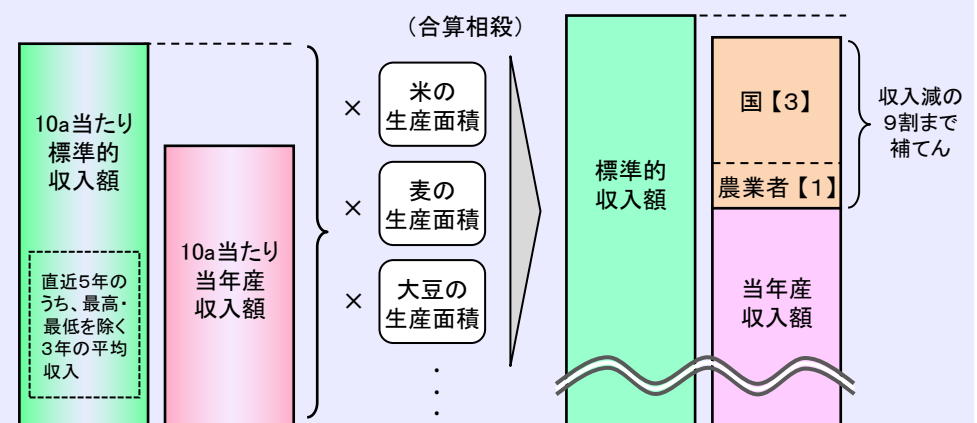 (合算相殺)
10a当たり
標準的
収入額
直近5年の
うち、最高・
最低を除く
3年の平均
収入
10a当たり
当年産
収入額
×
米の
生産面積
×
麦の
生産面積
×
大豆の
生産面積
・
・
・
標準的
収入額
国【3】
農業者【1】
当年産
収入額
収入減の
9割まで
補てん